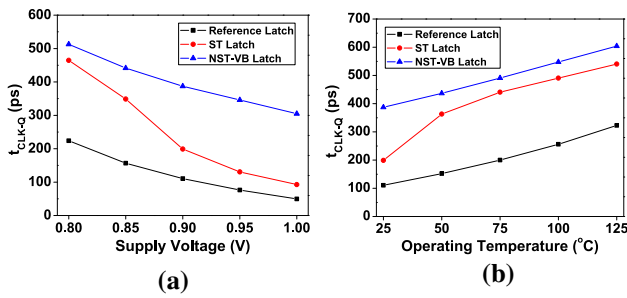 600
500
400
300
200
100
0
t_CLK-Q (ps)
Reference Latch
ST Latch
NST-VB Latch
0.80 0.85 0.90 0.95 1.00
Supply Voltage (V)
(a)
700
600
500
400
300
200
100
0
t_CLK-Q (ps)
Reference Latch
ST Latch
NST-VB Latch
25 50 75 100 125
Operating Temperature (°C)
(b)